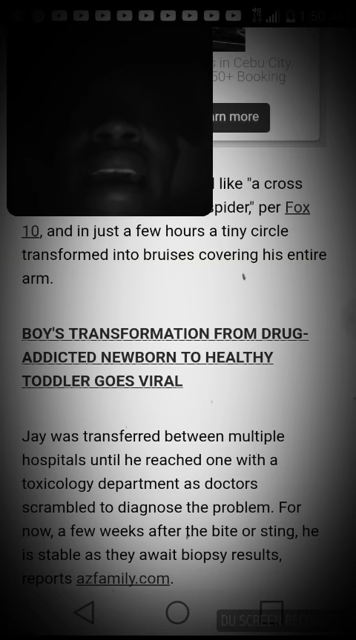 1:50
s in Cebu City
50+ Booking
arn more
l like "a cross
spider," per Fox
10, and in just a few hours a tiny circle
transformed into bruises covering his entire
arm.
BOY'S TRANSFORMATION FROM DRUG-
ADDICTED NEWBORN TO HEALTHY
TODDLER GOES VIRAL
Jay was transferred between multiple
hospitals until he reached one with a
toxicology department as doctors
scrambled to diagnose the problem. For
now, a few weeks after the bite or sting, he
is stable as they await biopsy results,
reports azfamily.com.
DU SCREEN